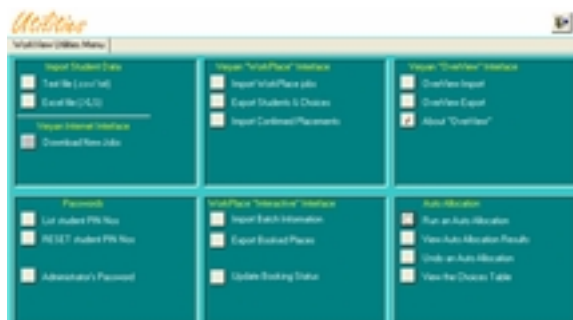 Utilities
WorkView Utilities Menu
Import Student Data
Text file (.csv/.txt)
Excel file (.XLS)
Veryan Internet Interface
Download New Jobs
Veryan "WorkPlace" Interface
Import WorkPlace jobs
Export Students & Choices
Import Confirmed Placements
Veryan "OverView" Interface
OverView Import
OverView Export
About "OverView"
Passwords
List student PIN Nos
RESET student PIN Nos
Administrator's Password
WorkPlace "Interactive" Interface
Import Batch Information
Export Booked Places
Update Booking Status
Auto Allocation
Run an Auto Allocation
View Auto Allocation Results
Undo an Auto Allocation
View the Choices Table